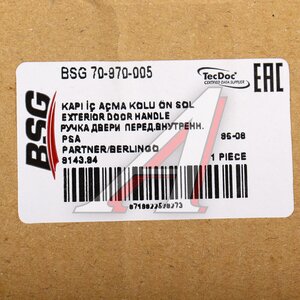 BSG 70-970-005
TecDoc
CERTIFIED DATA SUPPLIER
EAC
BSG
KAPI İÇ AÇMA KOLU ÖN SOL
EXTERIOR DOOR HANDLE
РУЧКА ДВЕРИ ПЕРЕД.ВНУТРЕНН.
PSA 96-08
PARTNER/BERLINGO 1 PIECE
9143.94